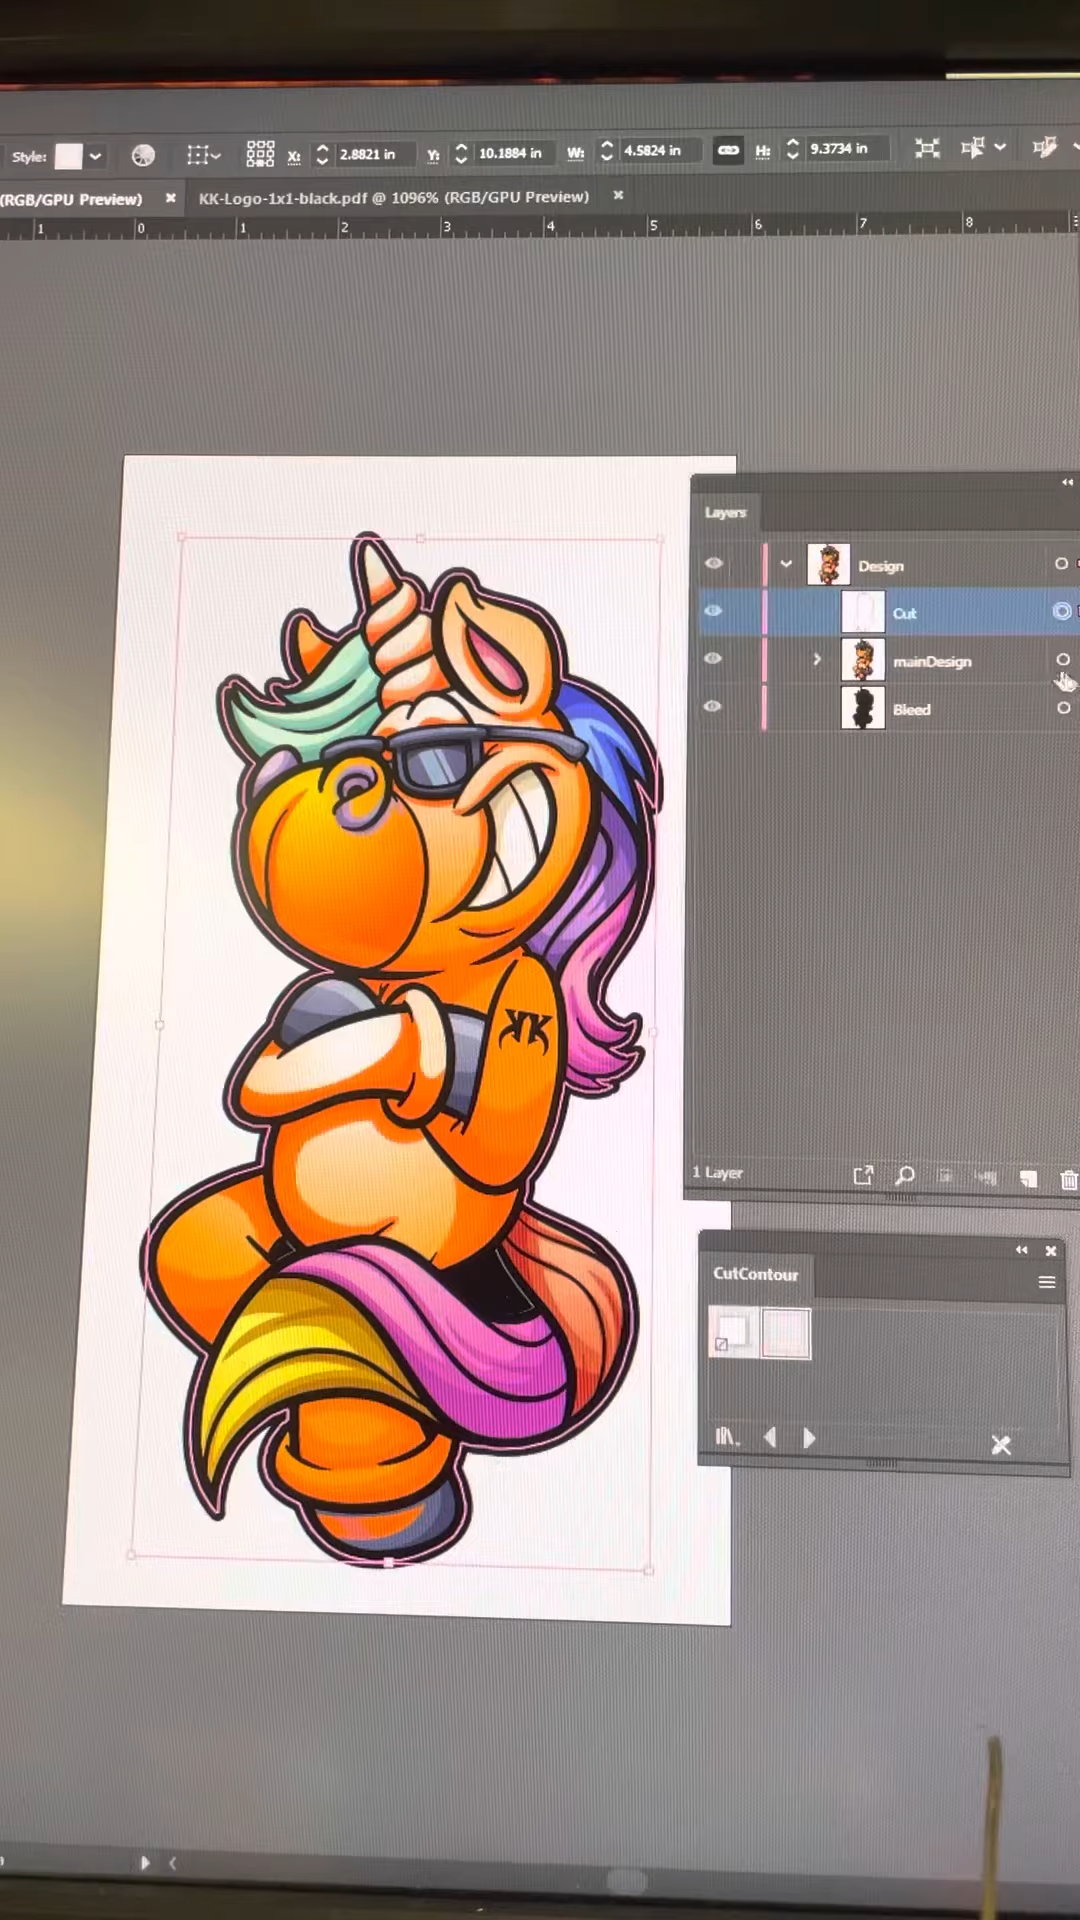 Style: X: 2.8821 in Y: 10.1884 in W: 4.5824 in H: 9.3734 in
(RGB/GPU Preview) × KK-Logo-1x1-black.pdf @ 1096% (RGB/GPU Preview) ×
1 0 1 2 3 4 5 6 7 8
Layers
Design
Cut
mainDesign
Bleed
KK
1 Layer
CutContour